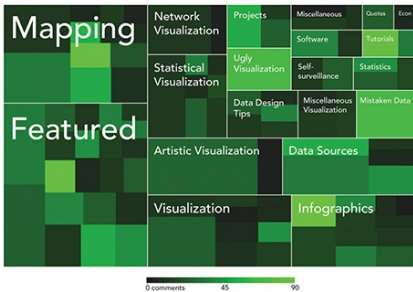 Mapping
Featured
Network
Visualization
Statistical
Visualization
Projects
Ugly
Visualization
Data Design
Tips
Miscellaneous
Software
Self-
surveillance
Miscellaneous
Visualization
Quotes
Econ
Tutorials
Statistics
Mistaken Data
Artistic Visualization
Data Sources
Visualization
Infographics
0 comments
45
90